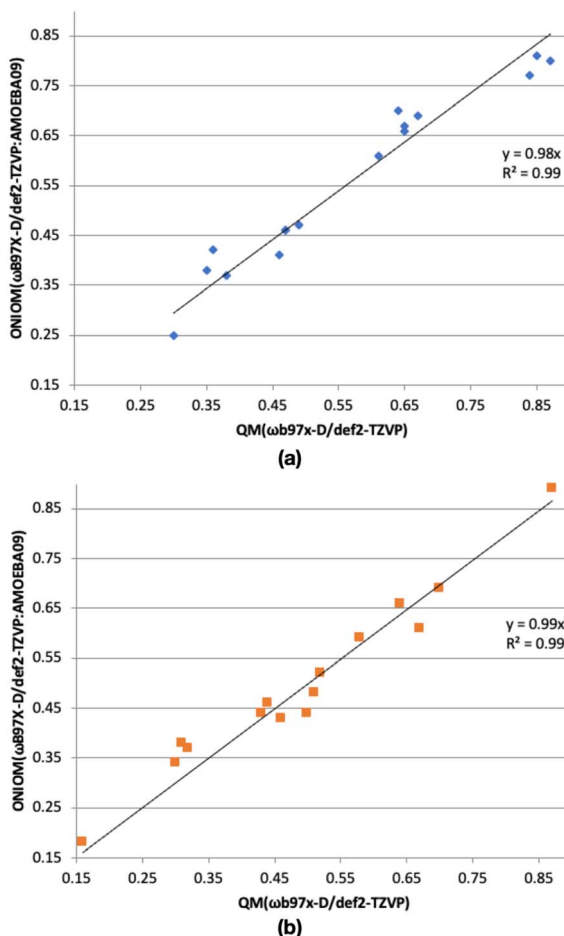 0.85
0.75
0.65
0.55
0.45
0.35
0.25
0.15
ONIOM(ωB97X-D/def2-TZVP:AMOEBA09)
y = 0.98x
R² = 0.99
0.15 0.25 0.35 0.45 0.55 0.65 0.75 0.85
QM(ωb97x-D/def2-TZVP)
(a)
0.85
0.75
0.65
0.55
0.45
0.35
0.25
0.15
ONIOM(ωB97X-D/def2-TZVP:AMOEBA09)
y = 0.99x
R² = 0.99
0.15 0.25 0.35 0.45 0.55 0.65 0.75 0.85
QM(ωb97x-D/def2-TZVP)
(b)